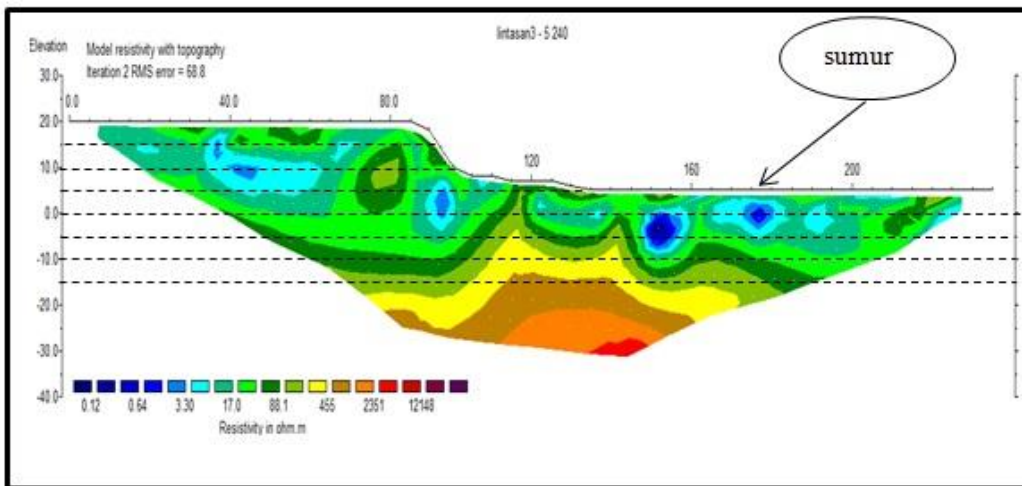 lintasan3 - 5 240
sumur
Elevation
Model resistivity with topography
Iteration 2 RMS error = 68.8
30.0
0.0
40.0
80.0
20.0
10.0
120
160
200
0.0
-10.0
-20.0
-30.0
-40.0
0.12 0.64 3.30 17.0 88.1 455 2351 12148
Resistivity in ohm.m